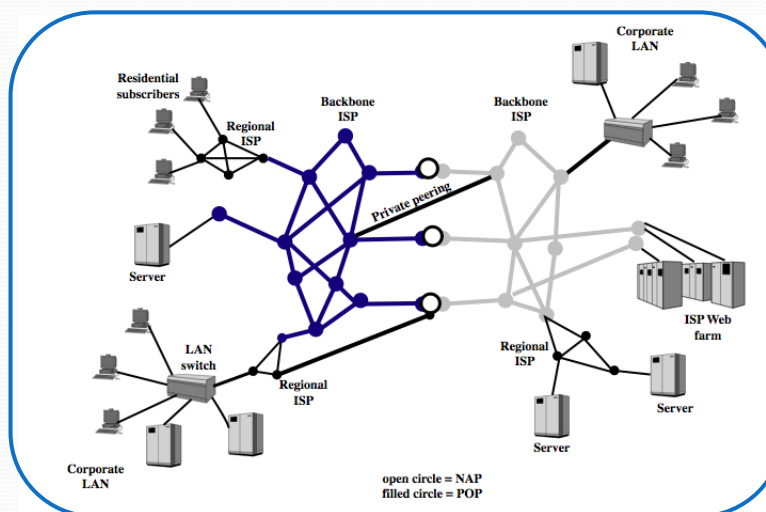 Corporate
LAN
Residential
subscribers
Backbone
ISP
Backbone
ISP
Regional
ISP
Private peering
Server
ISP Web
farm
LAN
switch
Regional
ISP
Regional
ISP
Server
Server
Corporate
LAN
open circle = NAP
filled circle = POP